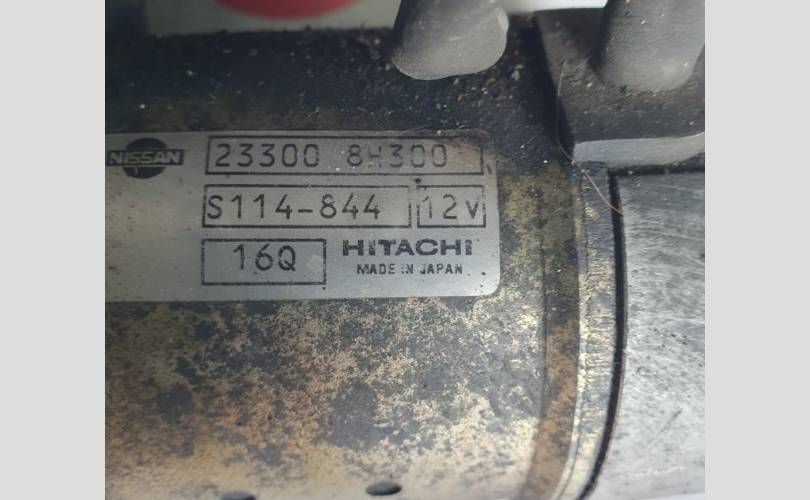 NISSAN
23300 8H300
S114-844 12V
16Q HITACHI
MADE IN JAPAN